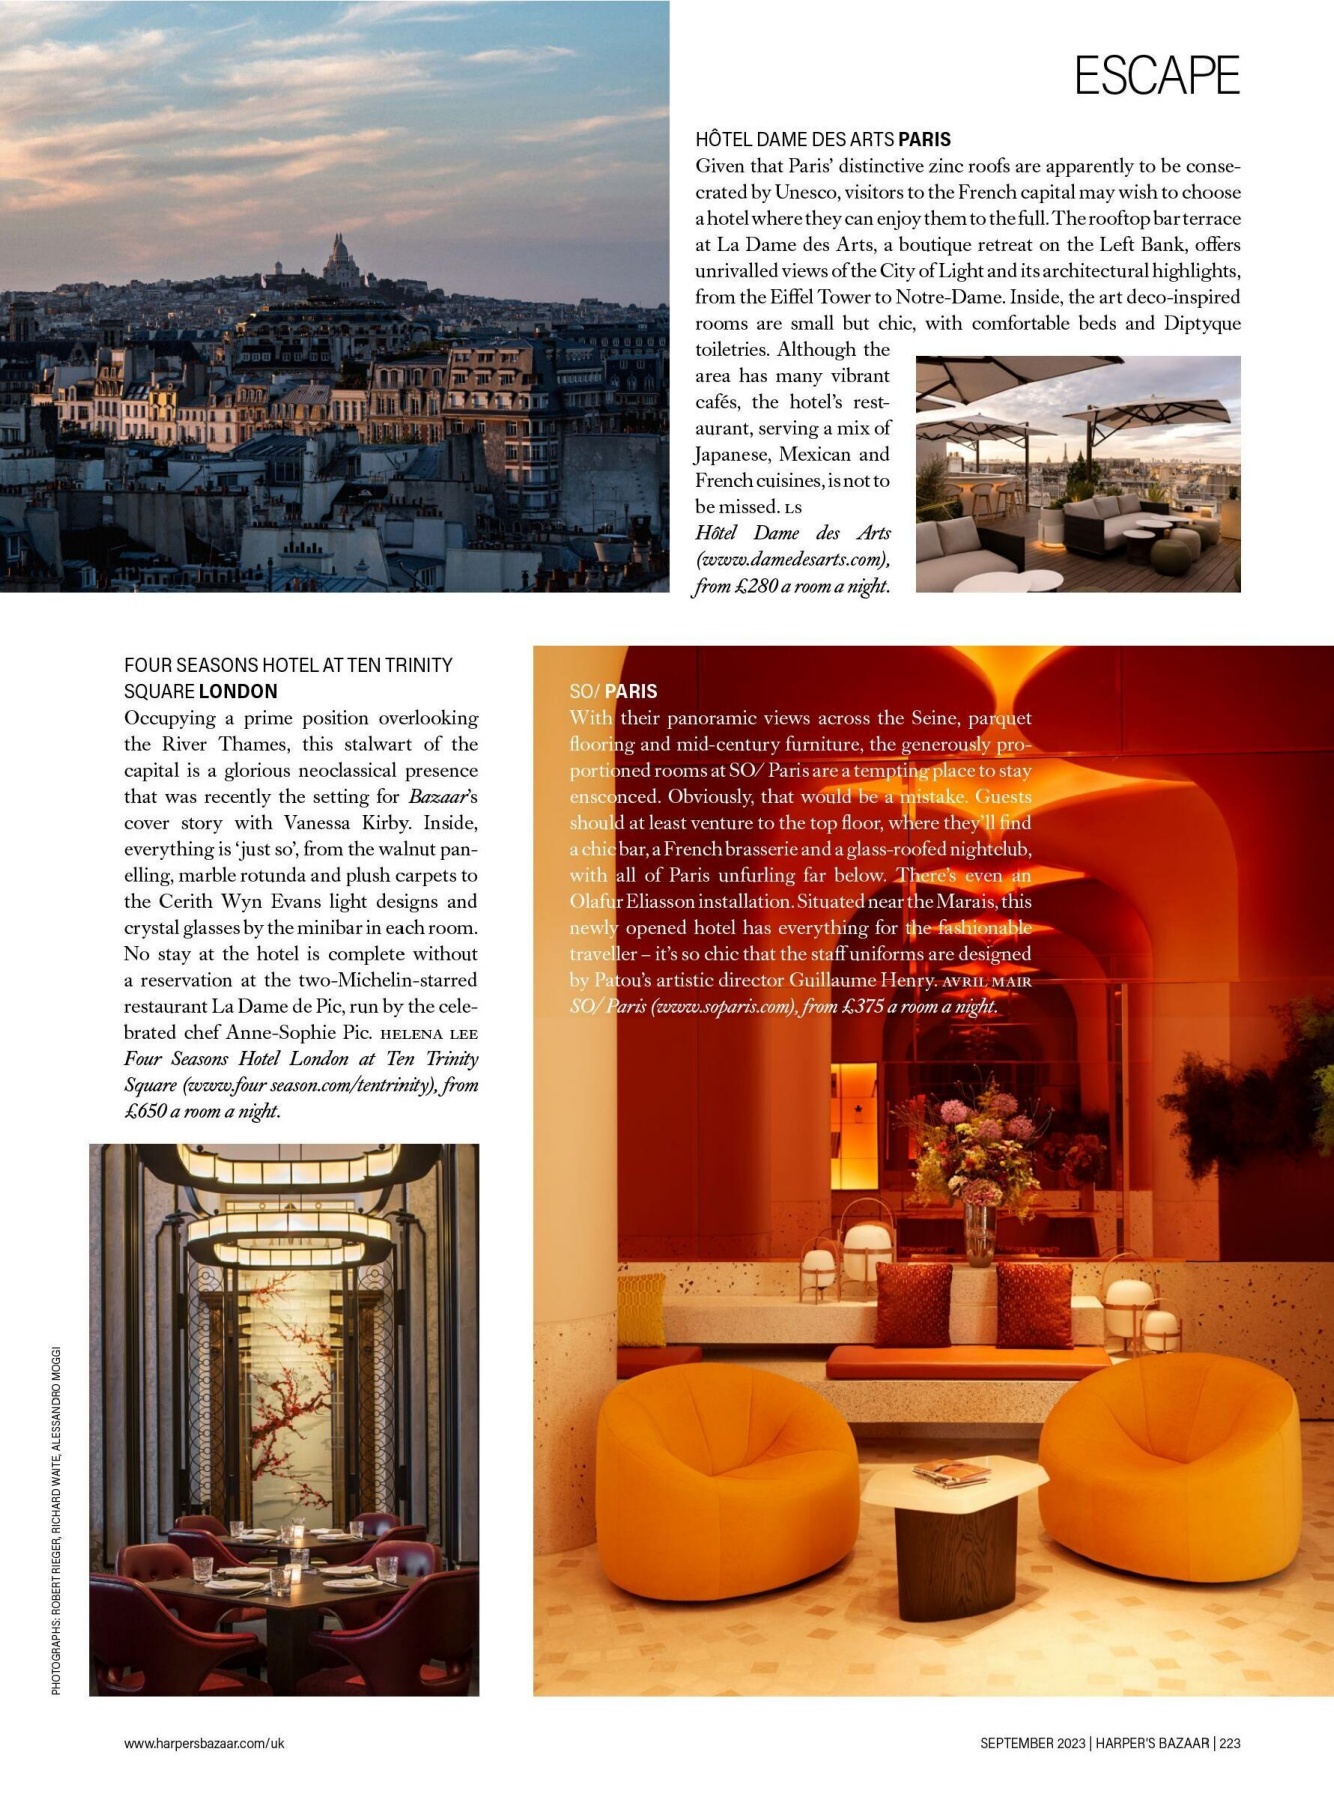 ESCAPE
HÔTEL DAME DES ARTS PARIS
Given that Paris’ distinctive zinc roofs are apparently to be conse-
crated by Unesco, visitors to the French capital may wish to choose
a hotel where they can enjoy them to the full. The rooftop bar terrace
at La Dame des Arts, a boutique retreat on the Left Bank, offers
unrivalled views of the City of Light and its architectural highlights,
from the Eiffel Tower to Notre-Dame. Inside, the art deco-inspired
rooms are small but chic, with comfortable beds and Diptyque
toiletries. Although the
area has many vibrant
cafés, the hotel’s rest-
aurant, serving a mix of
Japanese, Mexican and
French cuisines, is not to
be missed. LS
Hôtel Dame des Arts
(www.damedesarts.com),
from £280 a room a night.
FOUR SEASONS HOTEL AT TEN TRINITY
SQUARE LONDON
Occupying a prime position overlooking
the River Thames, this stalwart of the
capital is a glorious neoclassical presence
that was recently the setting for Bazaar’s
cover story with Vanessa Kirby. Inside,
everything is ‘just so’, from the walnut pan-
elling, marble rotunda and plush carpets to
the Cerith Wyn Evans light designs and
crystal glasses by the minibar in each room.
No stay at the hotel is complete without
a reservation at the two-Michelin-starred
restaurant La Dame de Pic, run by the cele-
brated chef Anne-Sophie Pic. HELENA LEE
Four Seasons Hotel London at Ten Trinity
Square (www.four season.com/tentrinity), from
£650 a room a night.
SO/ PARIS
With their panoramic views across the Seine, parquet
flooring and mid-century furniture, the generously pro-
portioned rooms at SO/ Paris are a tempting place to stay
ensconced. Obviously, that would be a mistake. Guests
should at least venture to the top floor, where they’ll find
a chic bar, a French brasserie and a glass-roofed nightclub,
with all of Paris unfurling far below. There’s even an
Olafur Eliasson installation. Situated near the Marais, this
newly opened hotel has everything for the fashionable
traveller – it’s so chic that the staff uniforms are designed
by Patou’s artistic director Guillaume Henry. AVRIL MAIR
SO/ Paris (www.soparis.com), from £375 a room a night.
PHOTOGRAPHS: ROBERT RIEGER, RICHARD WAITE, ALESSANDRO MOGGI
www.harpersbazaar.com/uk
SEPTEMBER 2023 | HARPER’S BAZAAR | 223